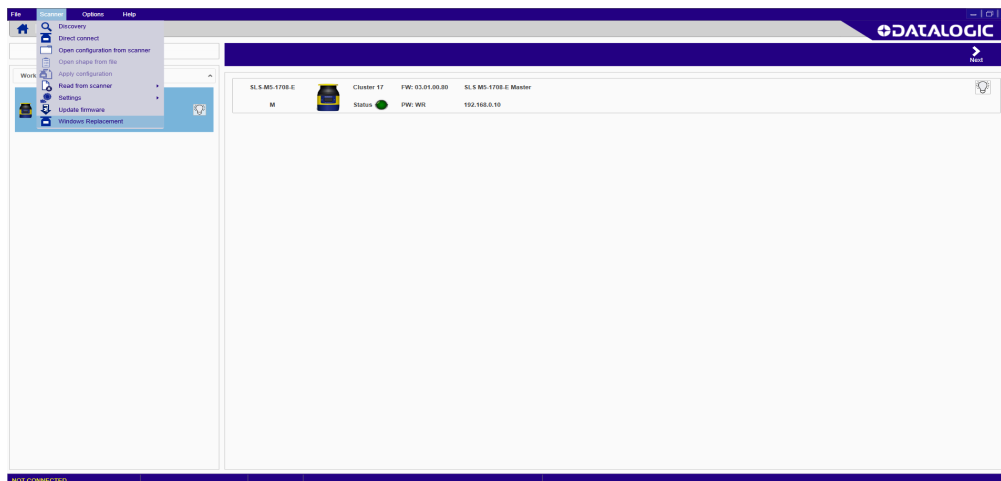 File Scanner Options Help
DATALOGIC
Discovery
Direct connect
Open configuration from scanner
Open shape from file
Apply configuration
Read from scanner
Settings
Update firmware
Windows Replacement
Next
Work
SLS-M5-1708-E Cluster 17 FW: 03.01.00.80 SLS M5-1708-E Master
M Status PW: WR 192.168.0.10
NOT CONNECTED